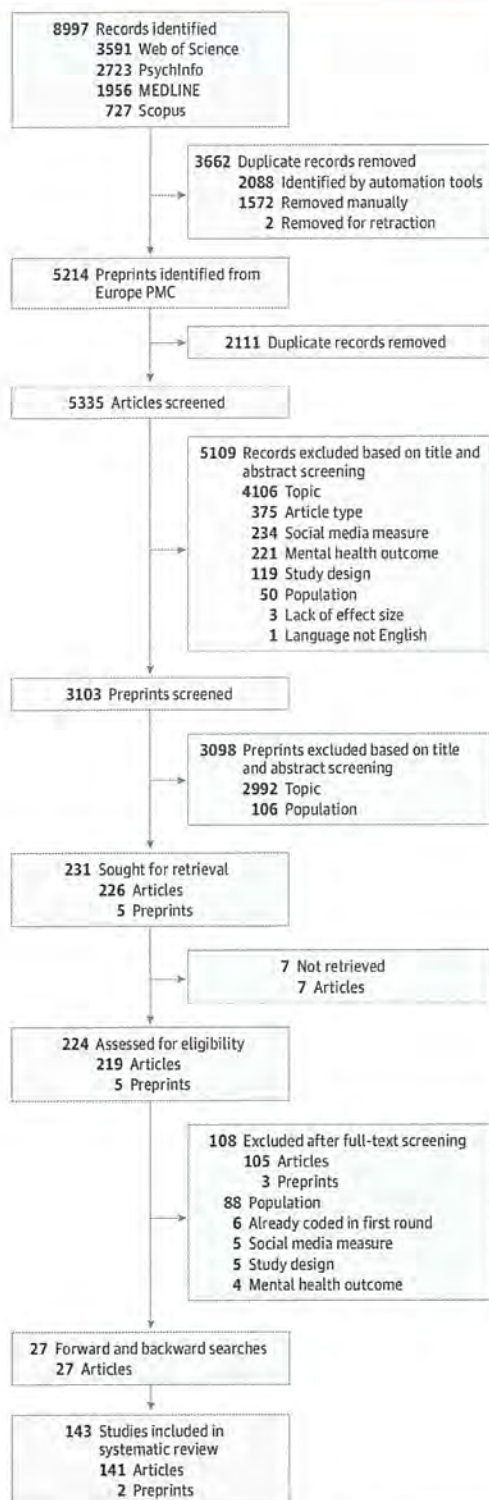 8997 Records identified
3591 Web of Science
2723 PsychInfo
1956 MEDLINE
727 Scopus
3662 Duplicate records removed
2088 Identified by automation tools
1572 Removed manually
2 Removed for retraction
5214 Preprints identified from
Europe PMC
2111 Duplicate records removed
5335 Articles screened
5109 Records excluded based on title and
abstract screening
4106 Topic
375 Article type
234 Social media measure
221 Mental health outcome
119 Study design
50 Population
3 Lack of effect size
1 Language not English
3103 Preprints screened
3098 Preprints excluded based on title
and abstract screening
2992 Topic
106 Population
231 Sought for retrieval
226 Articles
5 Preprints
7 Not retrieved
7 Articles
224 Assessed for eligibility
219 Articles
5 Preprints
108 Excluded after full-text screening
105 Articles
3 Preprints
88 Population
6 Already coded in first round
5 Social media measure
5 Study design
4 Mental health outcome
27 Forward and backward searches
27 Articles
143 Studies included in
systematic review
141 Articles
2 Preprints